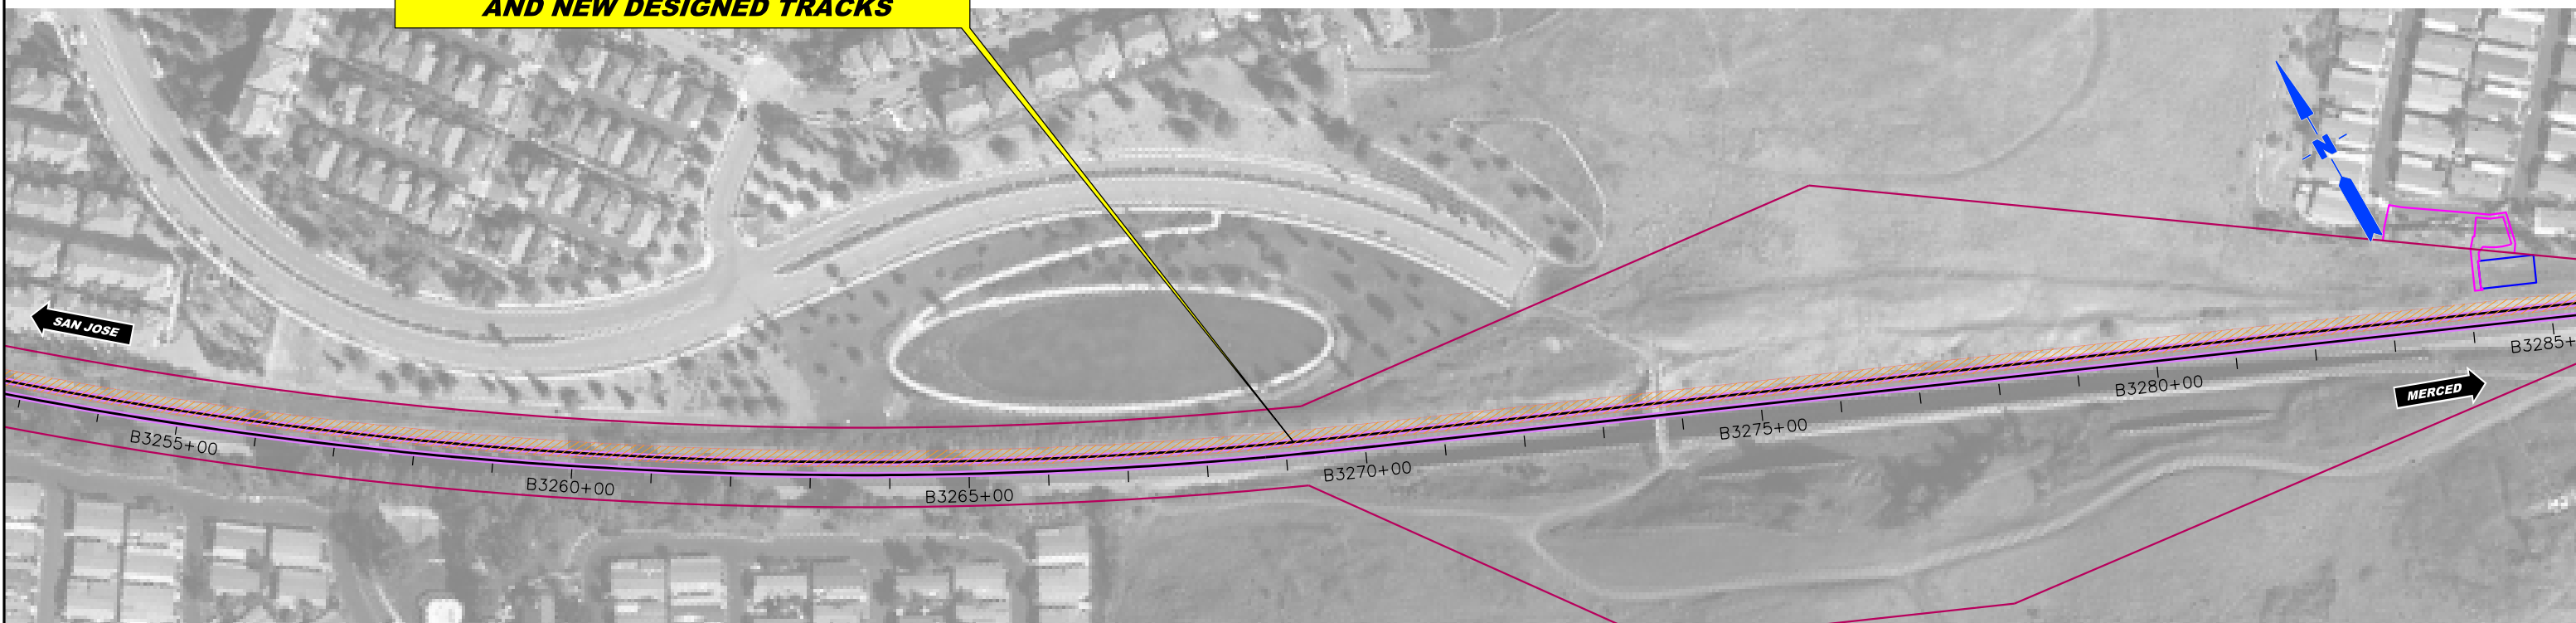 AND NEW DESIGNED TRACKS
N
SAN JOSE
MERCED
B3255+00
B3260+00
B3265+00
B3270+00
B3275+00
B3280+00
B3285+